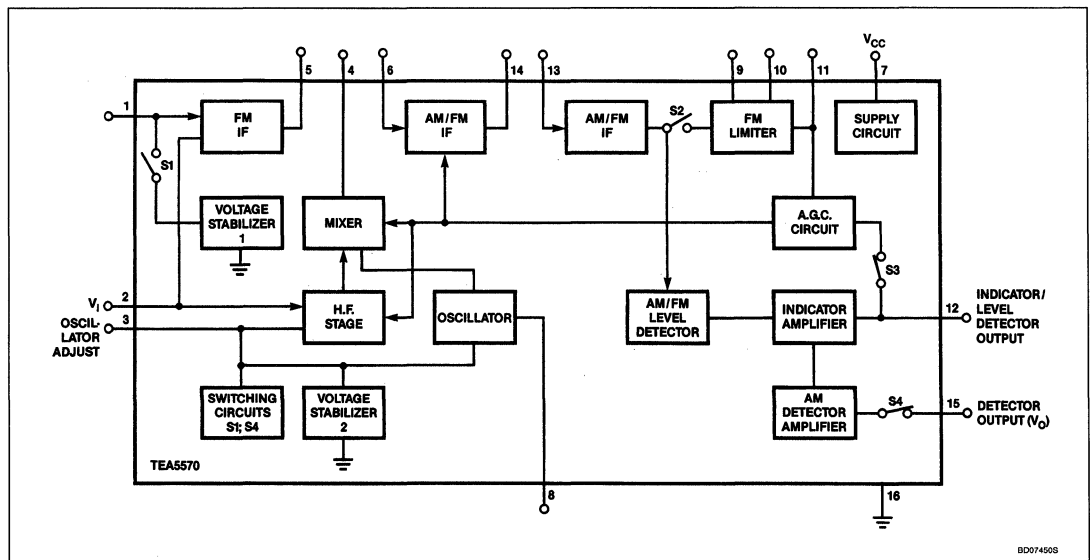 V_CC
5
4
6
14
13
9
10
11
7
1
FM
IF
AM/FM
IF
AM/FM
IF
S2
FM
LIMITER
SUPPLY
CIRCUIT
S1
VOLTAGE
STABILIZER
1
MIXER
A.G.C.
CIRCUIT
S3
V_I
2
3
OSCIL-
LATOR
ADJUST
H.F.
STAGE
OSCILLATOR
AM/FM
LEVEL
DETECTOR
INDICATOR
AMPLIFIER
12
INDICATOR/
LEVEL
DETECTOR
OUTPUT
SWITCHING
CIRCUITS
S1; S4
VOLTAGE
STABILIZER
2
AM
DETECTOR
AMPLIFIER
S4
15
DETECTOR
OUTPUT (V_O)
TEA5570
8
16
BD07450S